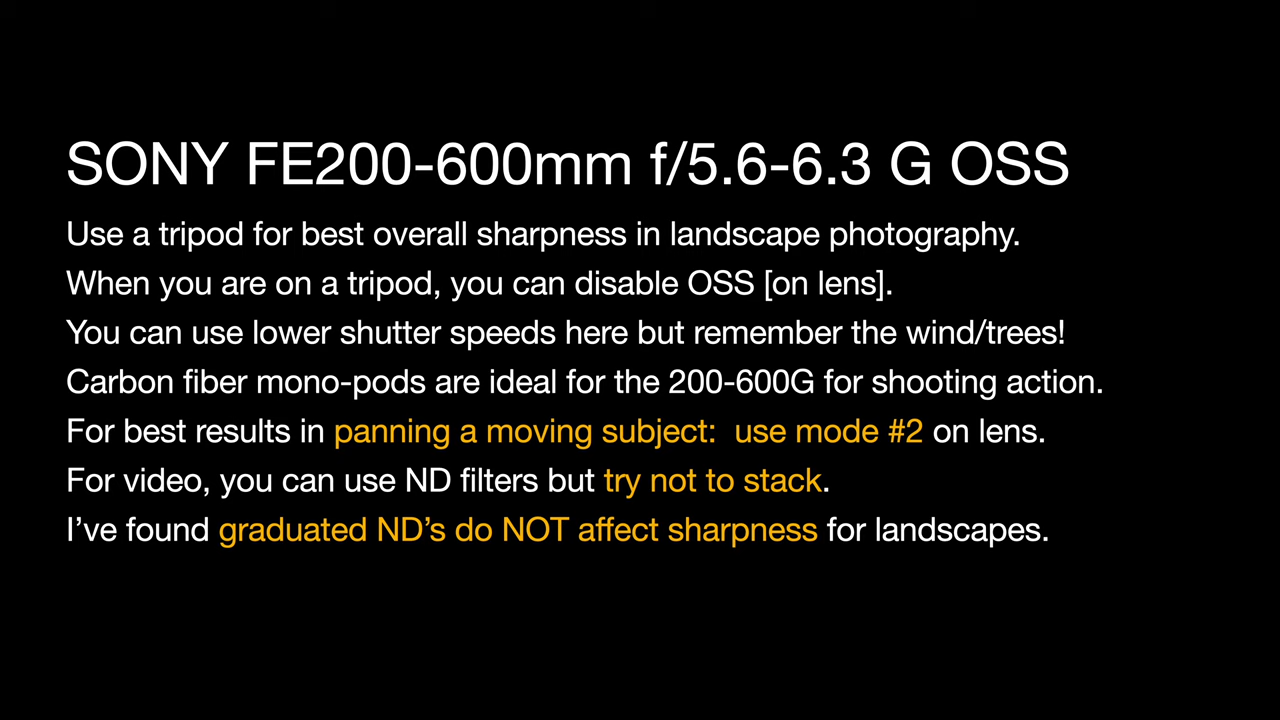 SONY FE200-600mm f/5.6-6.3 G OSS
Use a tripod for best overall sharpness in landscape photography.
When you are on a tripod, you can disable OSS [on lens].
You can use lower shutter speeds here but remember the wind/trees!
Carbon fiber mono-pods are ideal for the 200-600G for shooting action.
For best results in panning a moving subject:  use mode #2 on lens.
For video, you can use ND filters but try not to stack.
I’ve found graduated ND’s do NOT affect sharpness for landscapes.